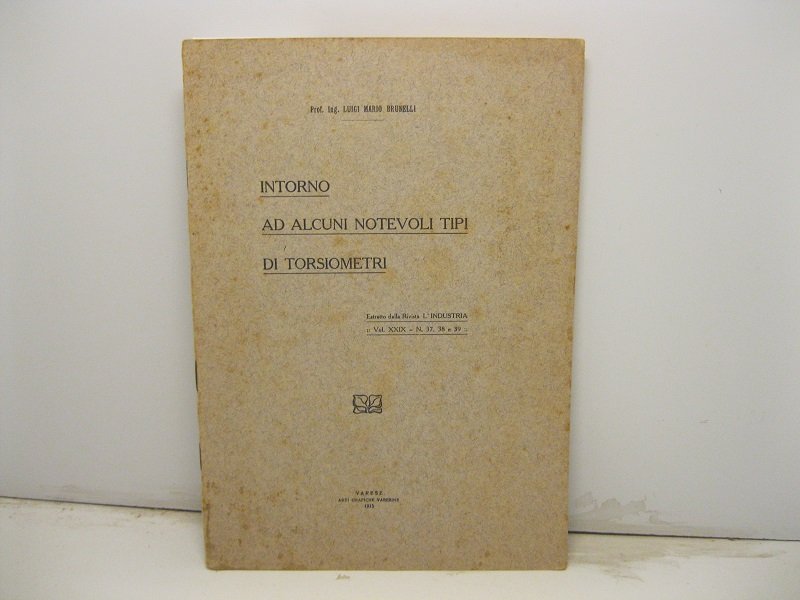 Prof. Ing. LUIGI MARIO BRUNELLI
INTORNO
AD ALCUNI NOTEVOLI TIPI
DI TORSIOMETRI
Estratto dalla Rivista L'INDUSTRIA
:: Vol. XXIX - N. 37, 38 e 39 ::
VARESE
ARTI GRAFICHE VARESINE
1915